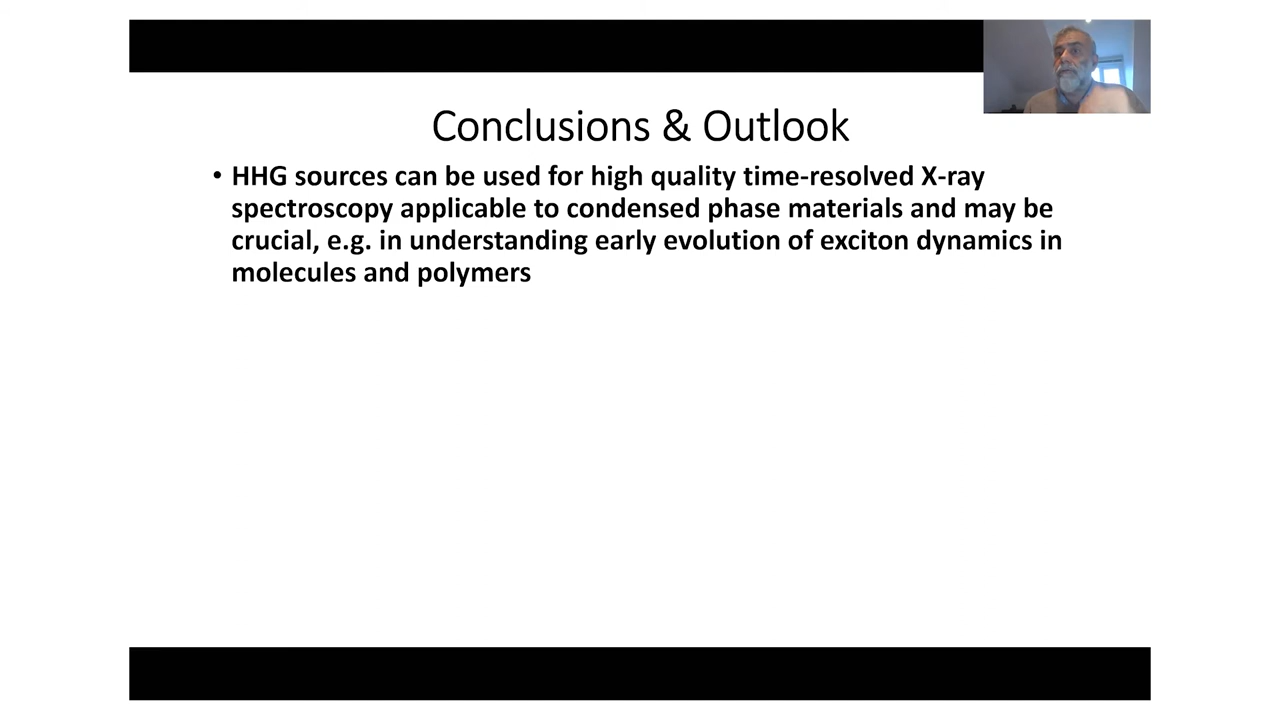 Conclusions & Outlook
• HHG sources can be used for high quality time-resolved X-ray
spectroscopy applicable to condensed phase materials and may be
crucial, e.g. in understanding early evolution of exciton dynamics in
molecules and polymers